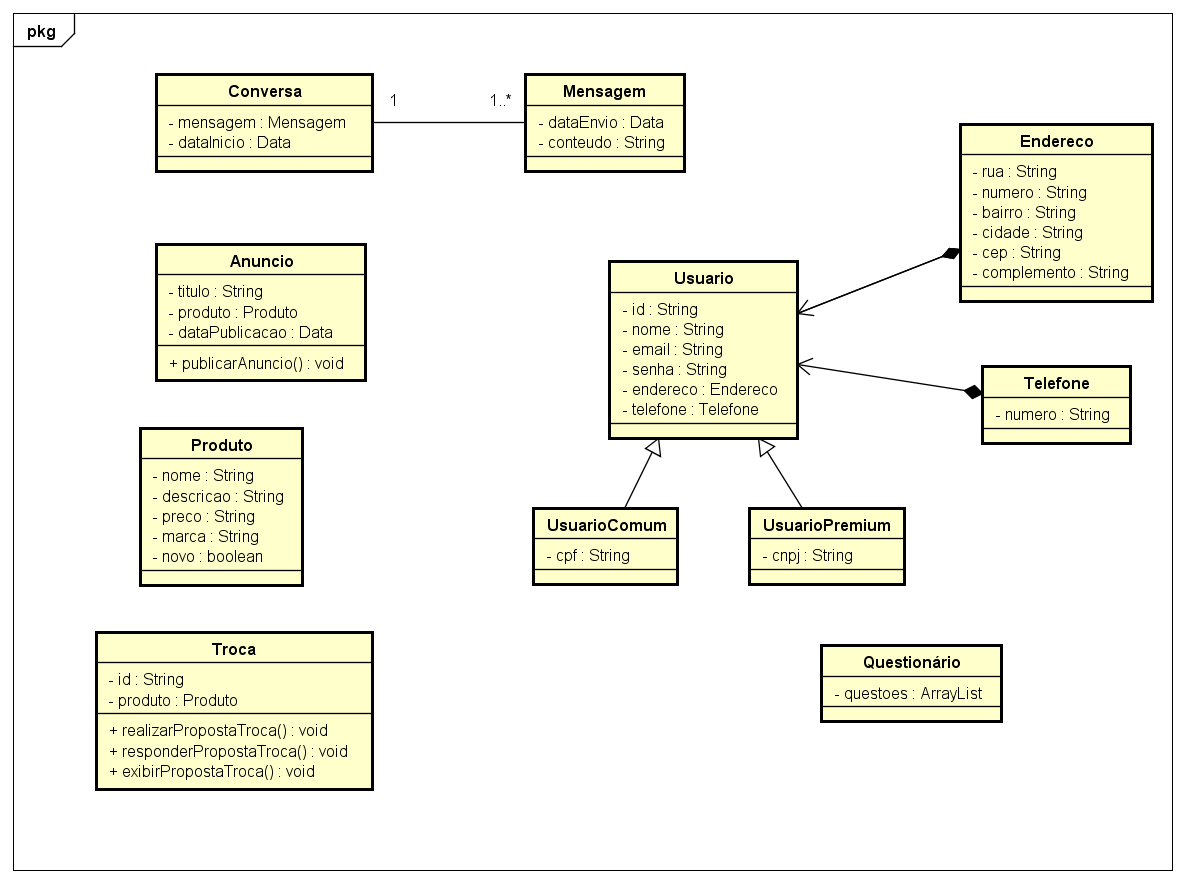 pkg
Conversa
- mensagem : Mensagem
- dataInicio : Data
1
1..*
Mensagem
- dataEnvio : Data
- conteudo : String
Endereco
- rua : String
- numero : String
- bairro : String
- cidade : String
- cep : String
- complemento : String
Anuncio
- titulo : String
- produto : Produto
- dataPublicacao : Data
+ publicarAnuncio() : void
Usuario
- id : String
- nome : String
- email : String
- senha : String
- endereco : Endereco
- telefone : Telefone
Telefone
- numero : String
Produto
- nome : String
- descricao : String
- preco : String
- marca : String
- novo : boolean
UsuarioComum
- cpf : String
UsuarioPremium
- cnpj : String
Troca
- id : String
- produto : Produto
+ realizarPropostaTroca() : void
+ responderPropostaTroca() : void
+ exibirPropostaTroca() : void
Questionário
- questoes : ArrayList